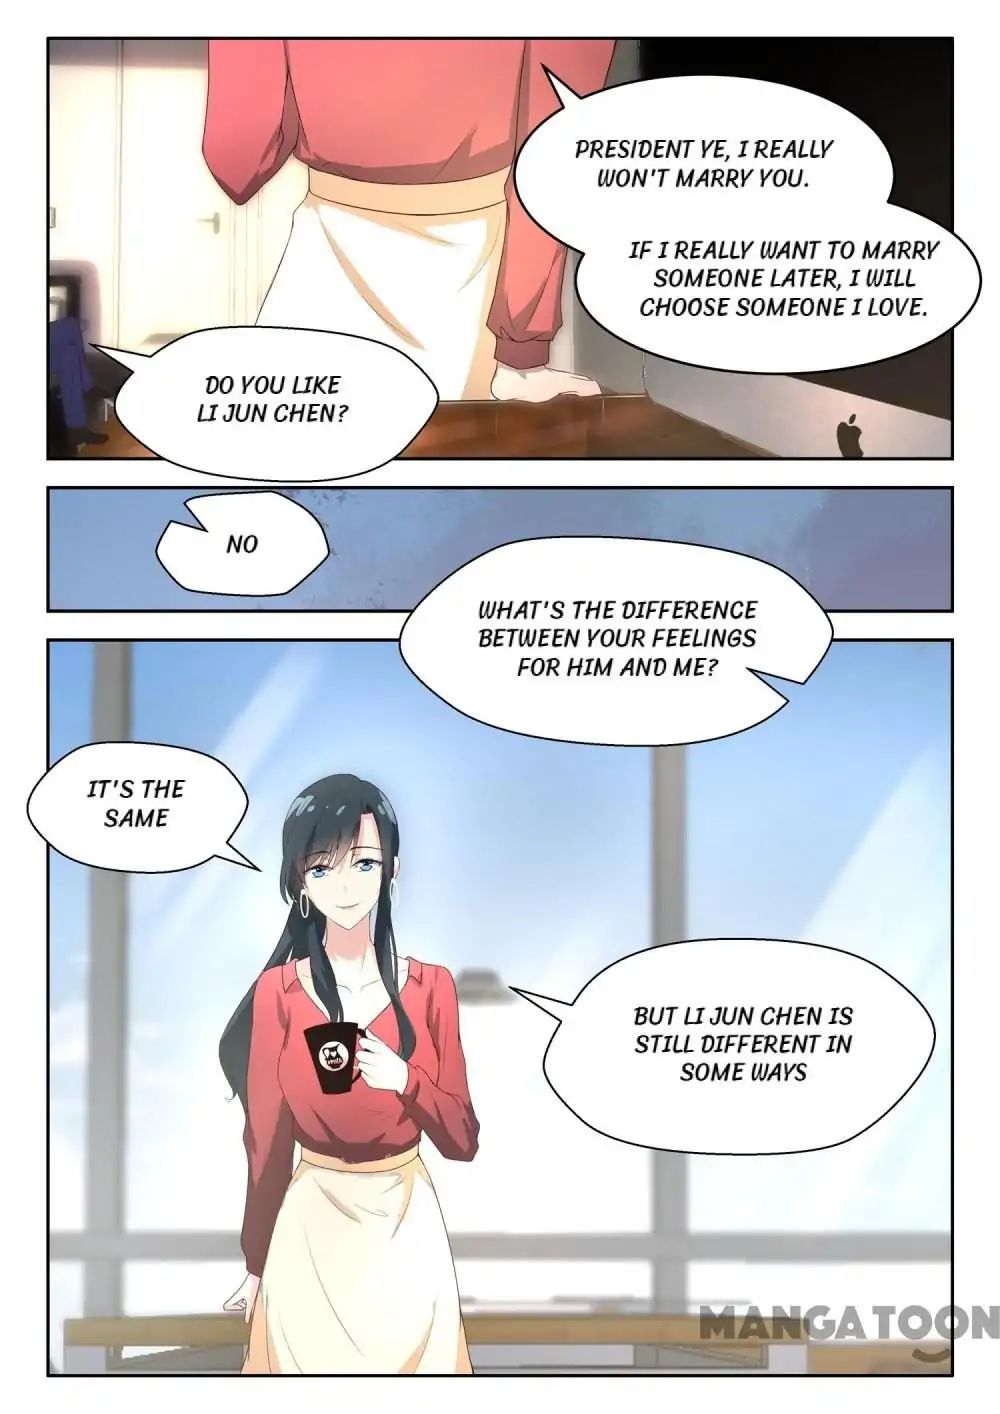 PRESIDENT YE, I REALLY
WON'T MARRY YOU.
IF I REALLY WANT TO MARRY
SOMEONE LATER, I WILL
CHOOSE SOMEONE I LOVE.
DO YOU LIKE
LI JUN CHEN?
NO
WHAT'S THE DIFFERENCE
BETWEEN YOUR FEELINGS
FOR HIM AND ME?
IT'S THE
SAME
BUT LI JUN CHEN IS
STILL DIFFERENT IN
SOME WAYS
MANGATOON